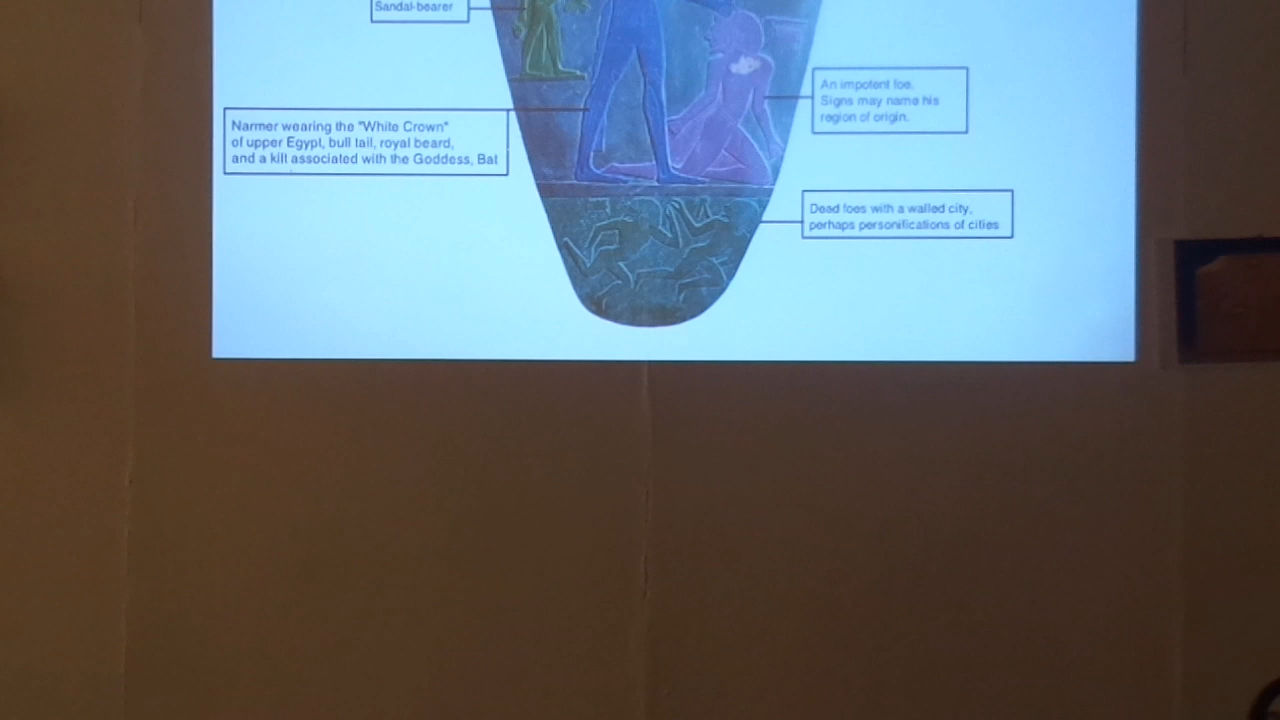 Sandal-bearer
Narmer wearing the "White Crown"
of upper Egypt, bull tail, royal beard,
and a kilt associated with the Goddess, Bat
An impotent foe.
Signs may name his
region of origin.
Dead foes with a walled city,
perhaps personifications of cities